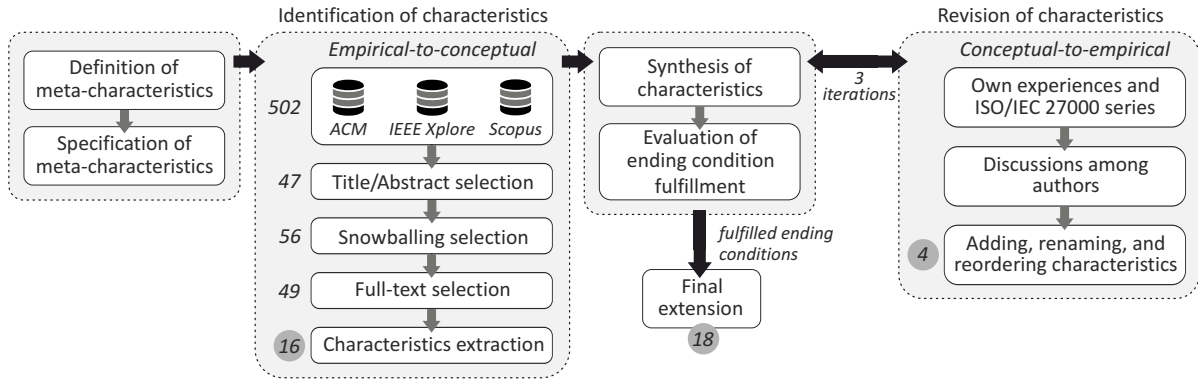 Identification of characteristics
Revision of characteristics
Definition of
meta-characteristics
Specification of
meta-characteristics
Empirical-to-conceptual
502
ACM
IEEE Xplore
Scopus
47
Title/Abstract selection
56
Snowballing selection
49
Full-text selection
16
Characteristics extraction
Synthesis of
characteristics
Evaluation of
ending condition
fulfillment
fulfilled ending
conditions
Final
extension
18
3
iterations
Conceptual-to-empirical
Own experiences and
ISO/IEC 27000 series
Discussions among
authors
4
Adding, renaming, and
reordering characteristics